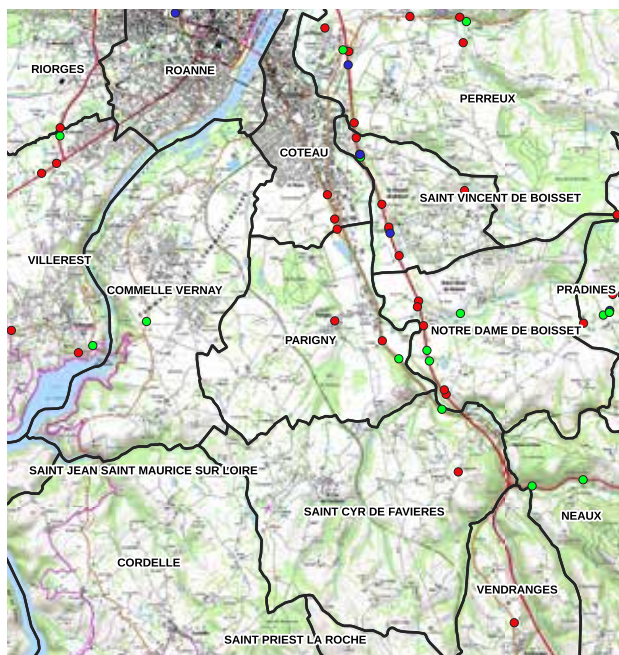 RIORGES
ROANNE
PERREUX
COTEAU
SAINT VINCENT DE BOISSET
VILLEREST
COMMELLE VERNAY
PRADINES
NOTRE DAME DE BOISSET
PARIGNY
SAINT JEAN SAINT MAURICE SUR LOIRE
SAINT CYR DE FAVIERES
NEAUX
CORDELLE
VENDRANGES
SAINT PRIEST LA ROCHE